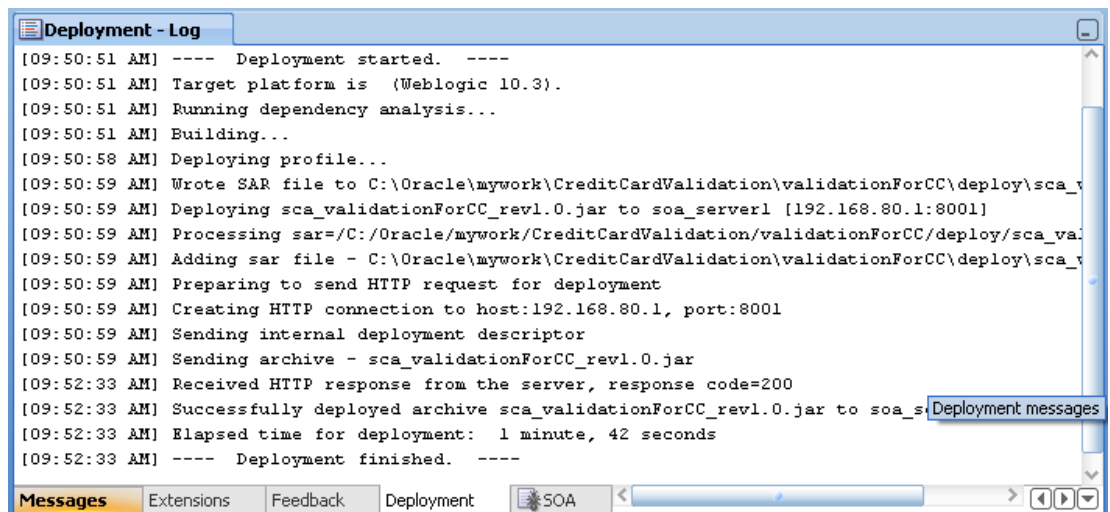 Deployment - Log
[09:50:51 AM] ----  Deployment started.  ----
[09:50:51 AM] Target platform is  (Weblogic 10.3).
[09:50:51 AM] Running dependency analysis...
[09:50:51 AM] Building...
[09:50:58 AM] Deploying profile...
[09:50:59 AM] Wrote SAR file to C:\Oracle\mywork\CreditCardValidation\validationForCC\deploy\sca_v
[09:50:59 AM] Deploying sca_validationForCC_rev1.0.jar to soa_server1 [192.168.80.1:8001]
[09:50:59 AM] Processing sar=/C:/Oracle/mywork/CreditCardValidation/validationForCC/deploy/sca_val
[09:50:59 AM] Adding sar file - C:\Oracle\mywork\CreditCardValidation\validationForCC\deploy\sca_v
[09:50:59 AM] Preparing to send HTTP request for deployment
[09:50:59 AM] Creating HTTP connection to host:192.168.80.1, port:8001
[09:50:59 AM] Sending internal deployment descriptor
[09:50:59 AM] Sending archive - sca_validationForCC_rev1.0.jar
[09:52:33 AM] Received HTTP response from the server, response code=200
[09:52:33 AM] Successfully deployed archive sca_validationForCC_rev1.0.jar to soa_s
Deployment messages
[09:52:33 AM] Elapsed time for deployment:  1 minute, 42 seconds
[09:52:33 AM] ----  Deployment finished.  ----
Messages Extensions Feedback Deployment SOA